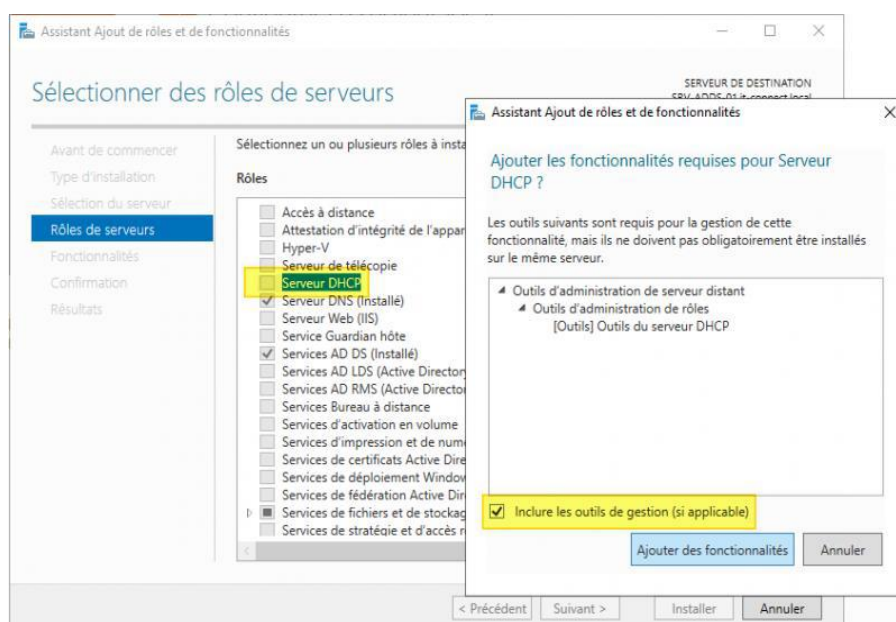 Assistant Ajout de rôles et de fonctionnalités
Sélectionner des rôles de serveurs
SERVEUR DE DESTINATION
SRV-ADDS-01.it-connect.local
Avant de commencer
Type d'installation
Sélection du serveur
Rôles de serveurs
Fonctionnalités
Confirmation
Résultats
Sélectionnez un ou plusieurs rôles à insta
Rôles
Accès à distance
Attestation d'intégrité de l'appar
Hyper-V
Serveur de télécopie
Serveur DHCP
Serveur DNS (Installé)
Serveur Web (IIS)
Service Guardian hôte
Services AD DS (Installé)
Services AD LDS (Active Directory
Services AD RMS (Active Director
Services Bureau à distance
Services d'activation en volume
Services d'impression et de num
Services de certificats Active Dire
Services de déploiement Window
Services de fédération Active Dir
Services de fichiers et de stockag
Services de stratégie et d'accès r
< Précédent
Suivant >
Installer
Annuler
Assistant Ajout de rôles et de fonctionnalités
Ajouter les fonctionnalités requises pour Serveur
DHCP ?
Les outils suivants sont requis pour la gestion de cette
fonctionnalité, mais ils ne doivent pas obligatoirement être installés
sur le même serveur.
Outils d'administration de serveur distant
Outils d'administration de rôles
[Outils] Outils du serveur DHCP
Inclure les outils de gestion (si applicable)
Ajouter des fonctionnalités
Annuler